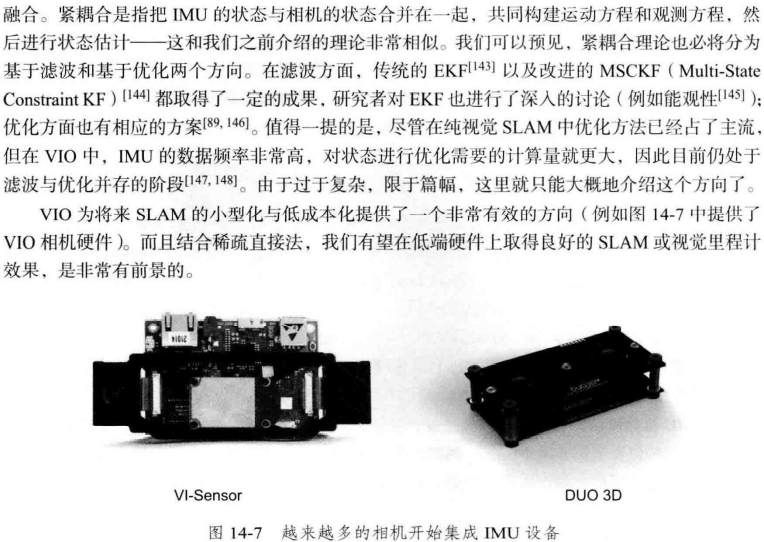 融合。紧耦合是指把 IMU 的状态与相机的状态合并在一起，共同构建运动方程和观测方程，然
后进行状态估计——这和我们之前介绍的理论非常相似。我们可以预见，紧耦合理论也必将分为
基于滤波和基于优化两个方向。在滤波方面，传统的 EKF[143] 以及改进的 MSCKF（Multi-State
Constraint KF）[144] 都取得了一定的成果，研究者对 EKF 也进行了深入的讨论（例如能观性[145]）；
优化方面也有相应的方案[89, 146]。值得一提的是，尽管在纯视觉 SLAM 中优化方法已经占了主流，
但在 VIO 中，IMU 的数据频率非常高，对状态进行优化需要的计算量就更大，因此目前仍处于
滤波与优化并存的阶段[147, 148]。由于过于复杂，限于篇幅，这里就只能大概地介绍这个方向了。
VIO 为将来 SLAM 的小型化与低成本化提供了一个非常有效的方向（例如图 14-7 中提供了
VIO 相机硬件）。而且结合稀疏直接法，我们有望在低端硬件上取得良好的 SLAM 或视觉里程计
效果，是非常有前景的。
VI-Sensor
DUO 3D
图 14-7 越来越多的相机开始集成 IMU 设备